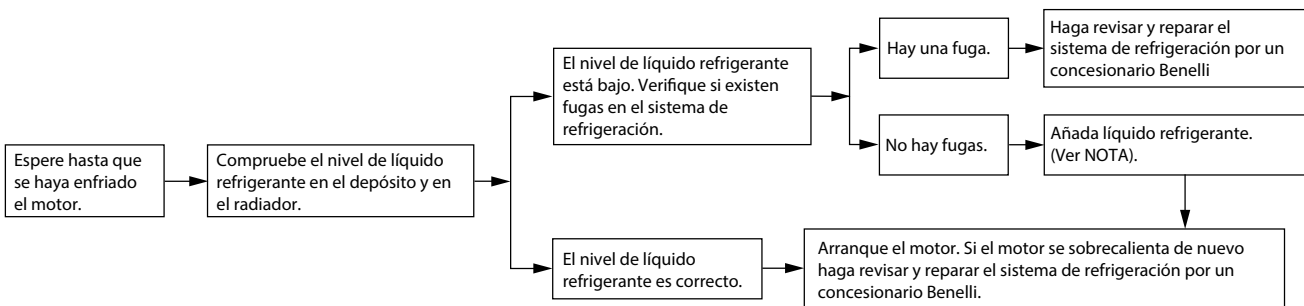 Espere hasta que
se haya enfriado
el motor.
Compruebe el nivel de líquido
refrigerante en el depósito y en
el radiador.
El nivel de líquido refrigerante
está bajo. Verifique si existen
fugas en el sistema de
refrigeración.
Hay una fuga.
Haga revisar y reparar el
sistema de refrigeración por un
concesionario Benelli
No hay fugas.
Añada líquido refrigerante.
(Ver NOTA).
El nivel de líquido
refrigerante es correcto.
Arranque el motor. Si el motor se sobrecalienta de nuevo
haga revisar y reparar el sistema de refrigeración por un
concesionario Benelli.